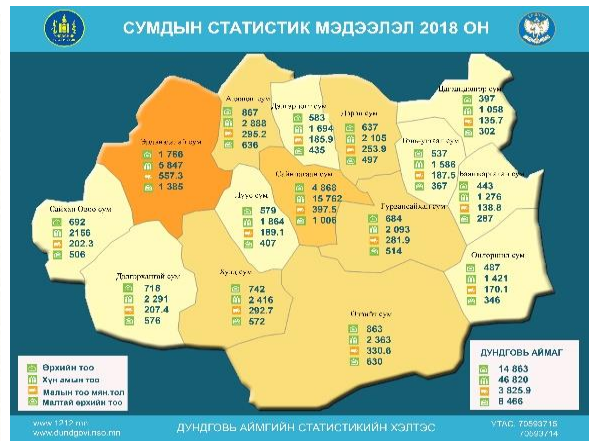 СУМДЫН СТАТИСТИК МЭДЭЭЛЭЛ 2018 ОН
Цагаандэлгэр сум
397
1 058
135.7
302
Адаацаг сум
867
2 888
295.2
636
Дэлгэрцогт сум
583
1 694
185.9
435
Дэрэн сум
637
2 105
253.9
497
Говь-угтаал сум
537
1 586
187.5
367
Эрдэнэдалай сум
1 766
5 847
557.3
1 385
Сайнцагаан сум
4 868
15 762
397.5
1 006
Баянжаргалан сум
443
1 276
138.8
287
Сайхан-Овоо сум
692
2156
202.3
506
Луус сум
579
1 864
189.1
407
Гурвансайхан сум
684
2 093
281.9
514
Өндөршил сум
487
1 421
170.1
346
Дэлгэрхангай сум
718
2 291
207.4
576
Хулд сум
742
2 416
292.7
572
Өлзийт сум
863
2 363
330.6
630
Өрхийн тоо
Хүн амын тоо
Малын тоо мян.тол
Малтай өрхийн тоо
ДУНДГОВЬ АЙМАГ
14 863
46 820
3 825.9
8 466
www.1212.mn
www.dundgovi.nso.mn
ДУНДГОВЬ АЙМГИЙН СТАТИСТИКИЙН ХЭЛТЭС
УТАС: 70593715
70593714